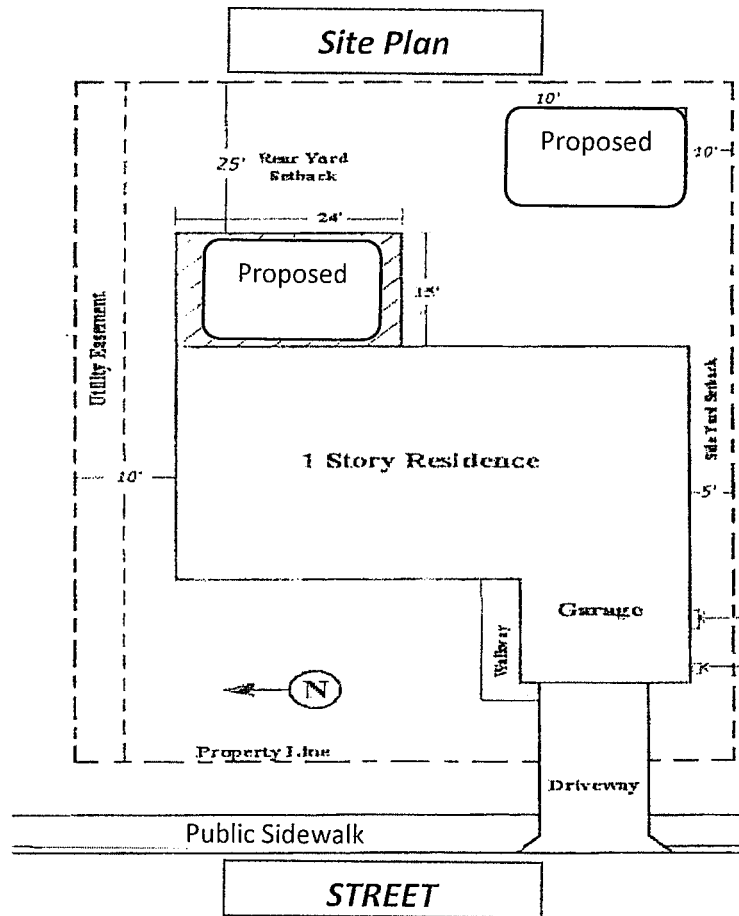 Site Plan
10'
Proposed
10'
25'
Rear Yard
Setback
24'
Proposed
15'
Utility Easement
Side Yard Setback
1 Story Residence
10'
5'
Garage
Walkway
N
Property Line
Driveway
Public Sidewalk
STREET